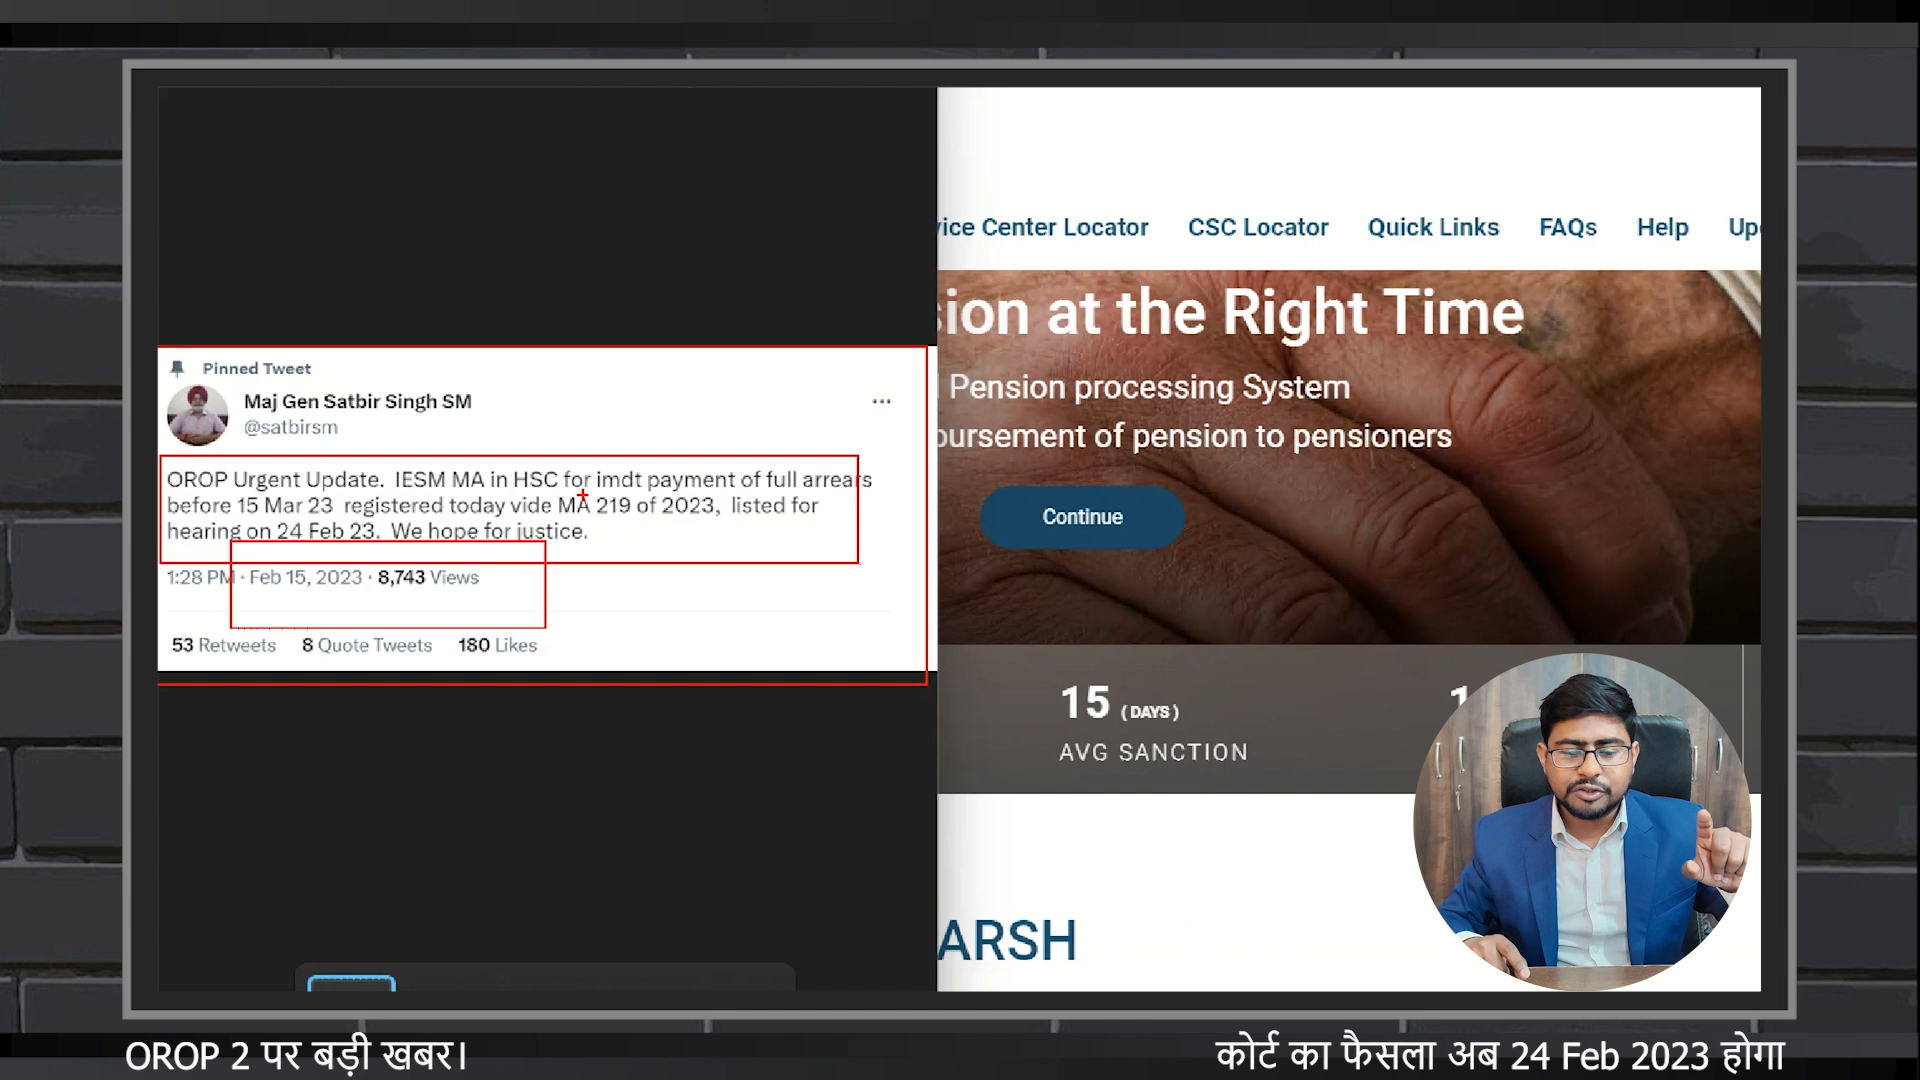 Pinned Tweet
Maj Gen Satbir Singh SM
@satbirsm
OROP Urgent Update. IESM MA in HSC for imdt payment of full arrears
before 15 Mar 23 registered today vide MA 219 of 2023, listed for
hearing on 24 Feb 23. We hope for justice.
1:28 PM · Feb 15, 2023 · 8,743 Views
53 Retweets 8 Quote Tweets 180 Likes
vice Center Locator CSC Locator Quick Links FAQs Help Up
sion at the Right Time
Pension processing System
bursement of pension to pensioners
Continue
15 (DAYS)
AVG SANCTION
ARSH
OROP 2 पर बड़ी खबर।
कोर्ट का फैसला अब 24 Feb 2023 होगा